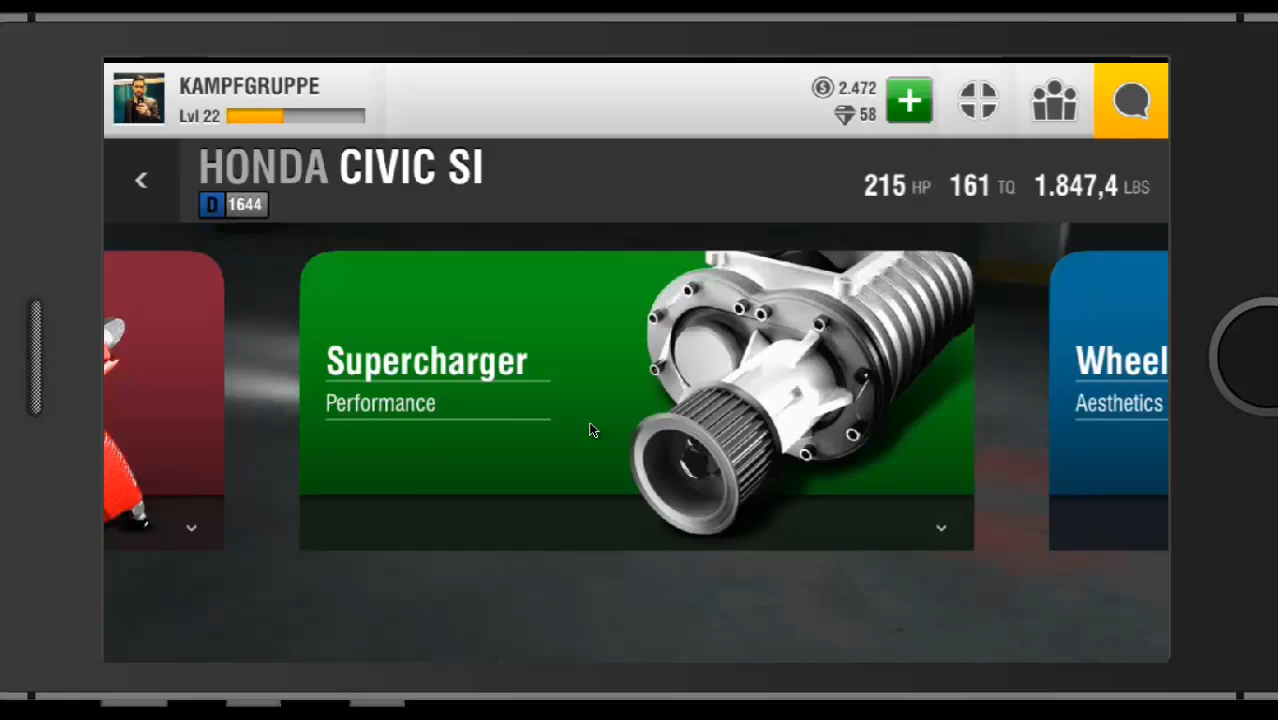 KAMPFGRUPPE
Lvl 22
2.472
58
HONDA CIVIC SI
D 1644
215 HP 161 TQ 1.847,4 LBS
Supercharger
Performance
Wheel
Aesthetics